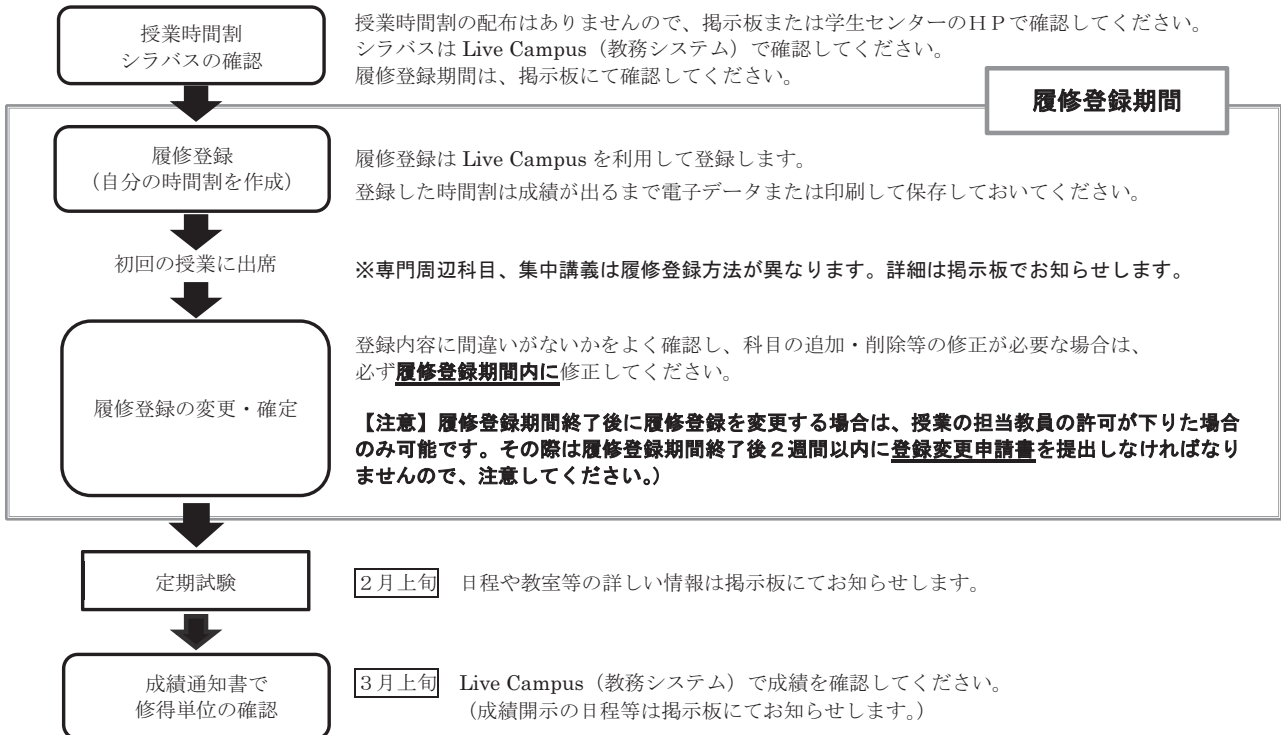 授業時間割
シラバスの確認
授業時間割の配布はありませんので、掲示板または学生センターのＨＰで確認してください。
シラバスは Live Campus（教務システム）で確認してください。
履修登録期間は、掲示板にて確認してください。
履修登録期間
履修登録
（自分の時間割を作成）
履修登録は Live Campus を利用して登録します。
登録した時間割は成績が出るまで電子データまたは印刷して保存しておいてください。
初回の授業に出席
※専門周辺科目、集中講義は履修登録方法が異なります。詳細は掲示板でお知らせします。
履修登録の変更・確定
登録内容に間違いがないかをよく確認し、科目の追加・削除等の修正が必要な場合は、
必ず履修登録期間内に修正してください。
【注意】履修登録期間終了後に履修登録を変更する場合は、授業の担当教員の許可が下りた場合
のみ可能です。その際は履修登録期間終了後２週間以内に登録変更申請書を提出しなければなり
ませんので、注意してください。）
定期試験
２月上旬　日程や教室等の詳しい情報は掲示板にてお知らせします。
成績通知書で
修得単位の確認
３月上旬　Live Campus（教務システム）で成績を確認してください。
（成績開示の日程等は掲示板にてお知らせします。）